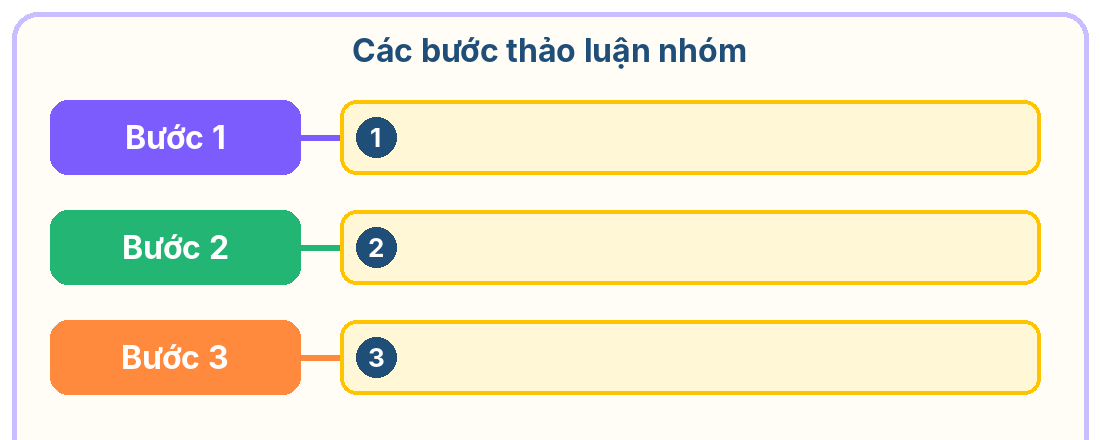 Các bước thảo luận nhóm
Bước 1
1
Bước 2
2
Bước 3
3